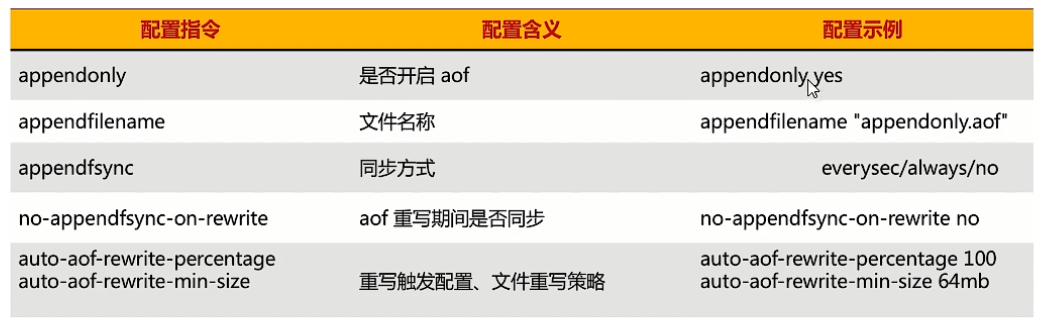 配置指令 配置含义 配置示例
appendonly 是否开启 aof appendonly yes
appendfilename 文件名称 appendfilename "appendonly.aof"
appendfsync 同步方式 everysec/always/no
no-appendfsync-on-rewrite aof 重写期间是否同步 no-appendfsync-on-rewrite no
auto-aof-rewrite-percentage auto-aof-rewrite-percentage 100
auto-aof-rewrite-min-size 重写触发配置、文件重写策略 auto-aof-rewrite-min-size 64mb